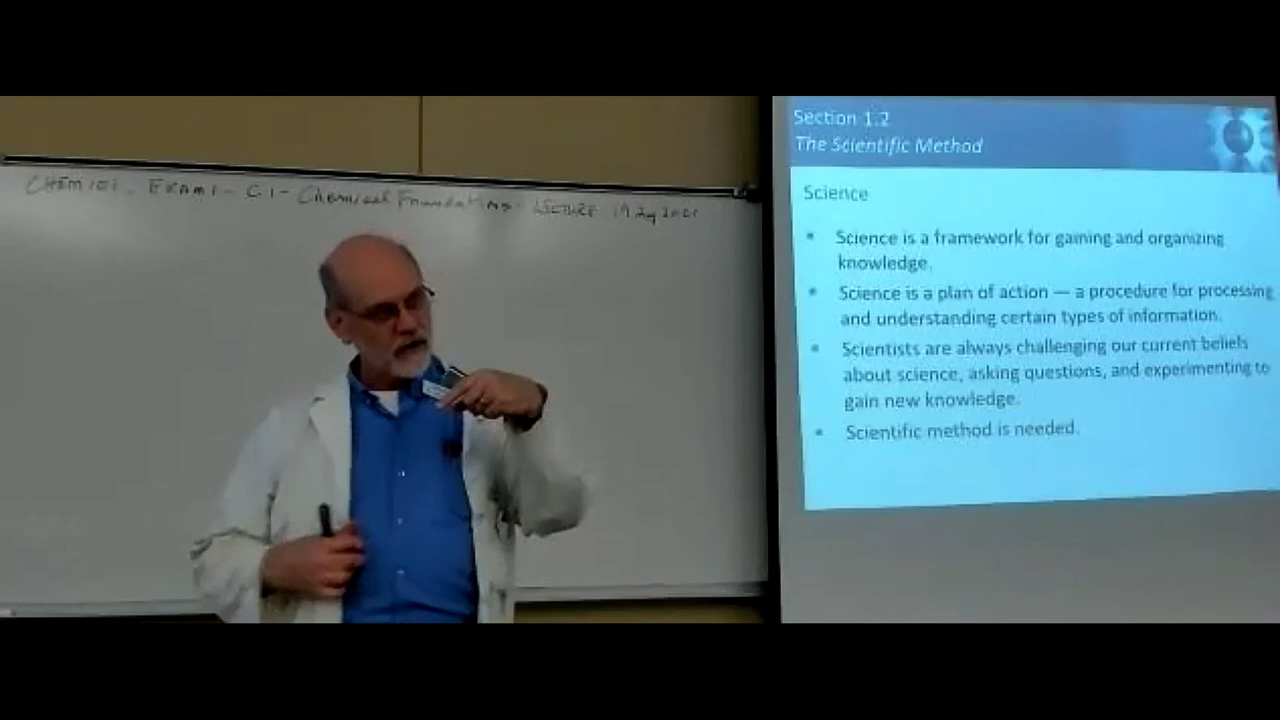 CHEM 101 - EXAM 1 - C.1 - Chemical Foundations - LECTURE 19
Section 1.2
The Scientific Method
Science
• Science is a framework for gaining and organizing
knowledge.
• Science is a plan of action — a procedure for processing
and understanding certain types of information.
• Scientists are always challenging our current beliefs
about science, asking questions, and experimenting to
gain new knowledge.
• Scientific method is needed.